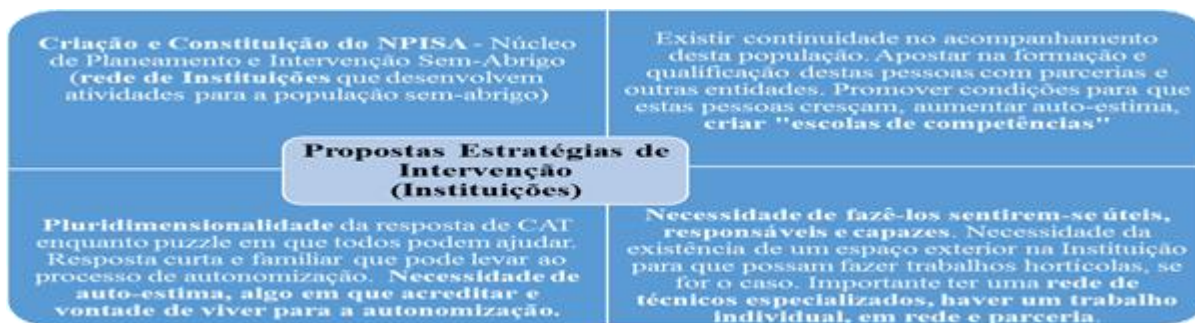 Criação e Constituição do NPISA - Núcleo
de Planeamento e Intervenção Sem-Abrigo
(rede de Instituições que desenvolvem
atividades para a população sem-abrigo)
Existir continuidade no acompanhamento
desta população. Apostar na formação e
qualificação destas pessoas com parcerias e
outras entidades. Promover condições para que
estas pessoas cresçam, aumentar auto-estima,
criar "escolas de competências"
Propostas Estratégias de
Intervenção
(Instituições)
Pluridimensionalidade da resposta de CAT
enquanto puzzle em que todos podem ajudar.
Resposta curta e familiar que pode levar ao
processo de autonomização. Necessidade de
auto-estima, algo em que acreditar e
vontade de viver para a autonomização.
Necessidade de fazê-los sentirem-se úteis,
responsáveis e capazes. Necessidade da
existência de um espaço exterior na Instituição
para que possam fazer trabalhos hortícolas, se
for o caso. Importante ter uma rede de
técnicos especializados, haver um trabalho
individual, em rede e parceria.